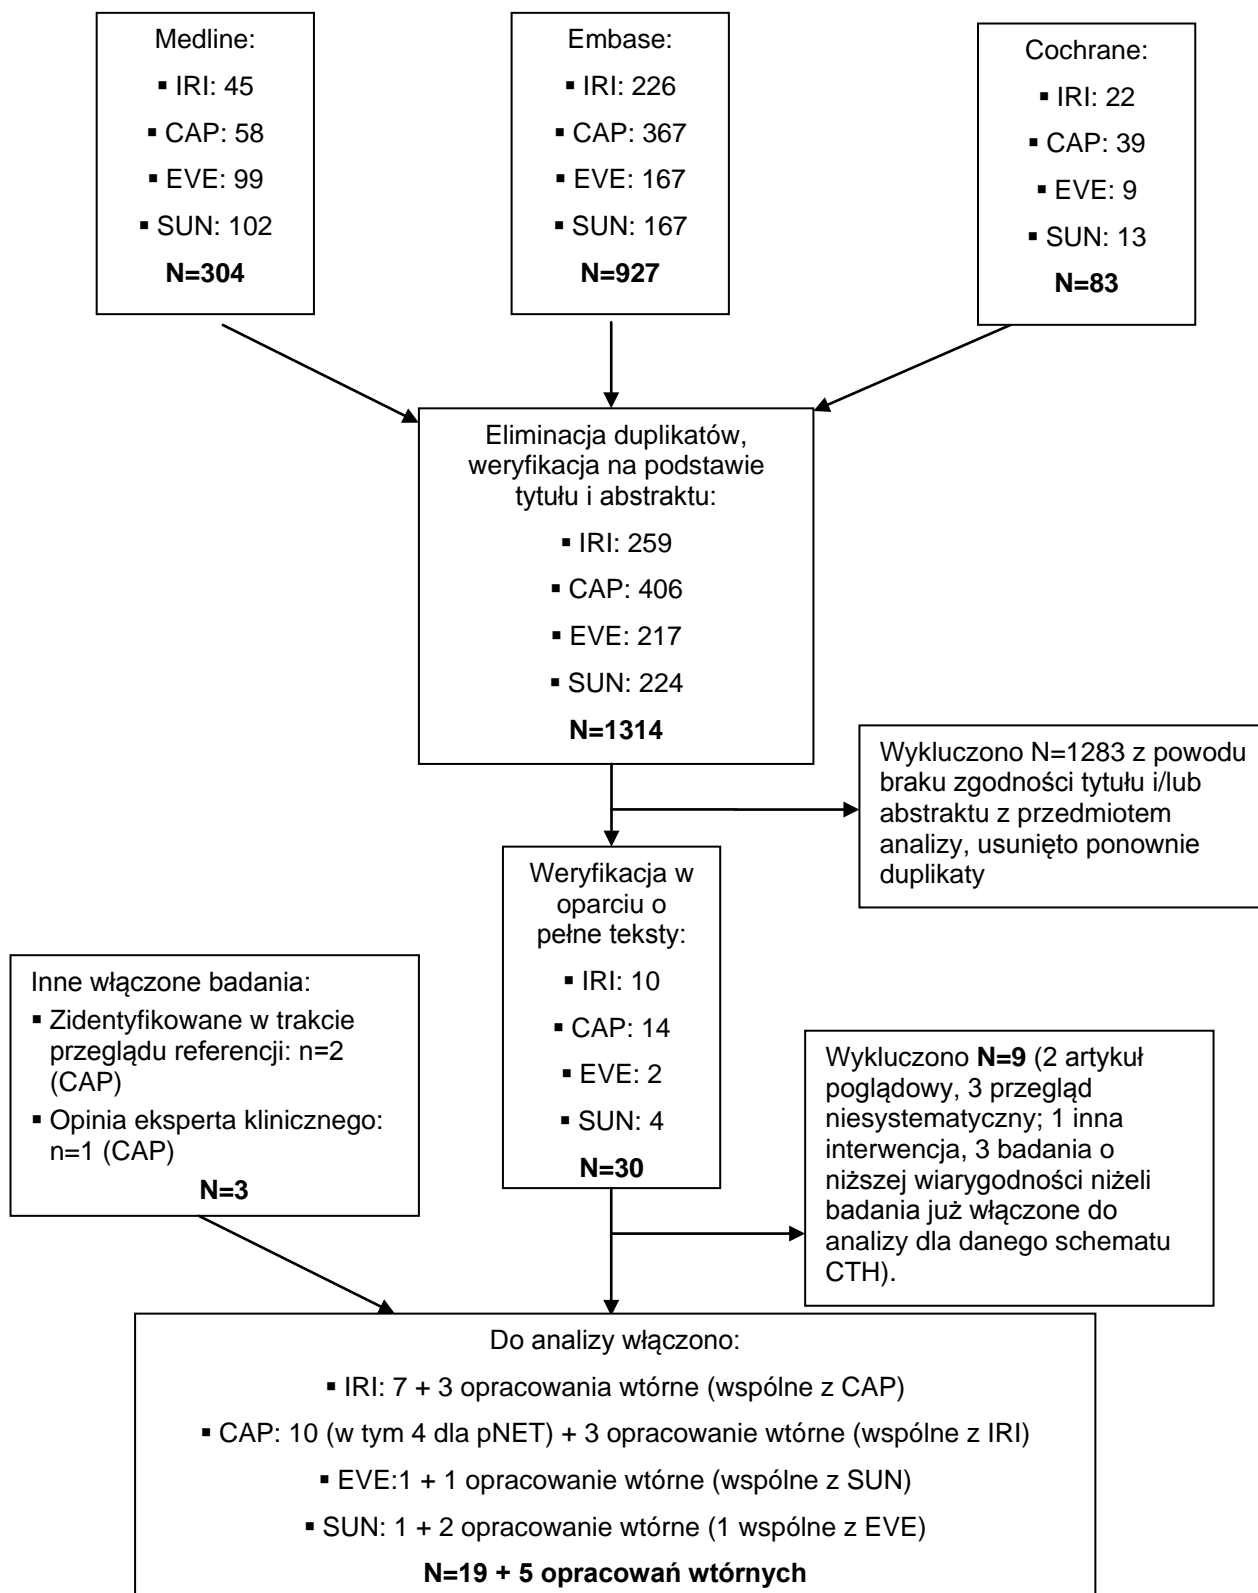 Medline:
▪ IRI: 45
▪ CAP: 58
▪ EVE: 99
▪ SUN: 102
N=304
Embase:
▪ IRI: 226
▪ CAP: 367
▪ EVE: 167
▪ SUN: 167
N=927
Cochrane:
▪ IRI: 22
▪ CAP: 39
▪ EVE: 9
▪ SUN: 13
N=83
Eliminacja duplikatów,
weryfikacja na podstawie
tytułu i abstraktu:
▪ IRI: 259
▪ CAP: 406
▪ EVE: 217
▪ SUN: 224
N=1314
Wykluczono N=1283 z powodu
braku zgodności tytułu i/lub
abstraktu z przedmiotem
analizy, usunięto ponownie
duplikaty
Weryfikacja w
oparciu o
pełne teksty:
▪ IRI: 10
▪ CAP: 14
▪ EVE: 2
▪ SUN: 4
N=30
Inne włączone badania:
▪ Zidentyfikowane w trakcie
przeglądu referencji: n=2
(CAP)
▪ Opinia eksperta klinicznego:
n=1 (CAP)
N=3
Wykluczono N=9 (2 artykuł
poglądowy, 3 przegląd
niesystematyczny; 1 inna
interwencja, 3 badania o
niższej wiarygodności niżeli
badania już włączone do
analizy dla danego schematu
CTH).
Do analizy włączono:
▪ IRI: 7 + 3 opracowania wtórne (wspólne z CAP)
▪ CAP: 10 (w tym 4 dla pNET) + 3 opracowanie wtórne (wspólne z IRI)
▪ EVE:1 + 1 opracowanie wtórne (wspólne z SUN)
▪ SUN: 1 + 2 opracowanie wtórne (1 wspólne z EVE)
N=19 + 5 opracowań wtórnych